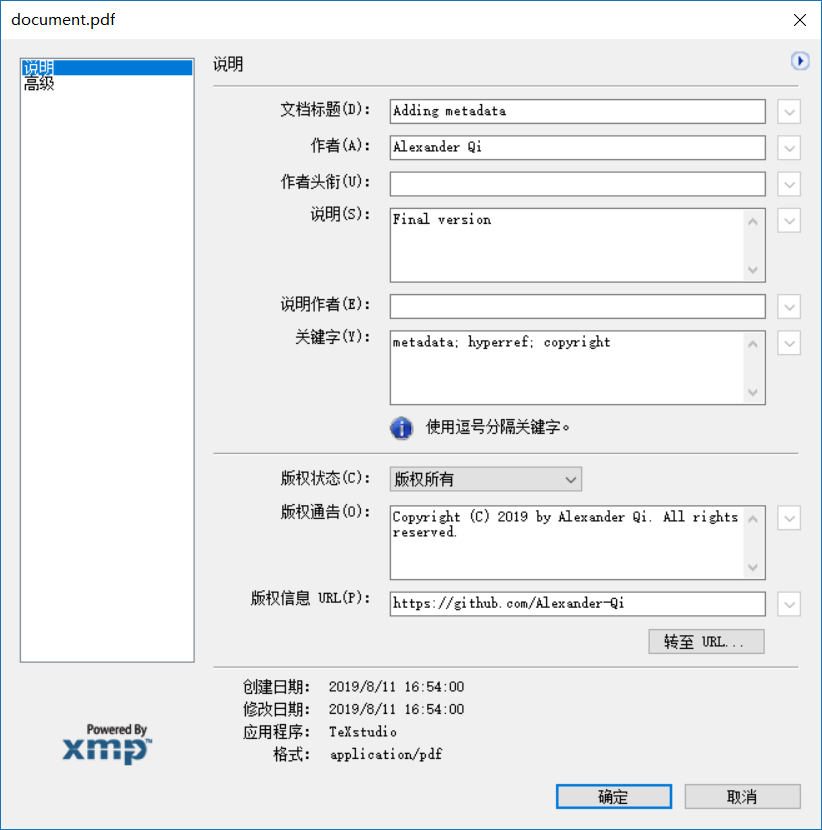 document.pdf
说明
高级
说明
文档标题(D): Adding metadata
作者(A): Alexander Qi
作者头衔(U):
说明(S): Final version
说明作者(E):
关键字(Y): metadata; hyperref; copyright
使用逗号分隔关键字。
版权状态(C): 版权所有
版权通告(O): Copyright (C) 2019 by Alexander Qi. All rights
reserved.
版权信息 URL(P): https://github.com/Alexander-Qi
转至 URL...
创建日期: 2019/8/11 16:54:00
修改日期: 2019/8/11 16:54:00
应用程序: TeXstudio
格式: application/pdf
Powered By
xmp™
确定 取消